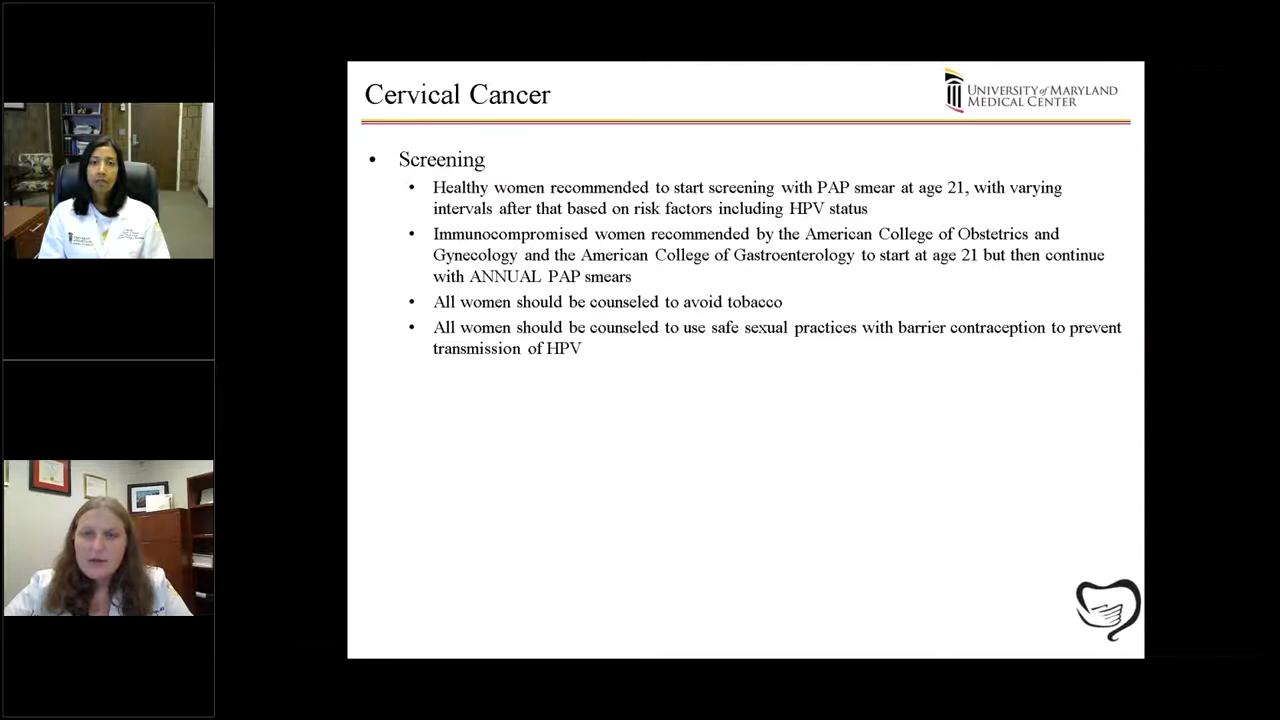 Cervical Cancer
UNIVERSITY of MARYLAND
MEDICAL CENTER
• Screening
• Healthy women recommended to start screening with PAP smear at age 21, with varying
intervals after that based on risk factors including HPV status
• Immunocompromised women recommended by the American College of Obstetrics and
Gynecology and the American College of Gastroenterology to start at age 21 but then continue
with ANNUAL PAP smears
• All women should be counseled to avoid tobacco
• All women should be counseled to use safe sexual practices with barrier contraception to prevent
transmission of HPV